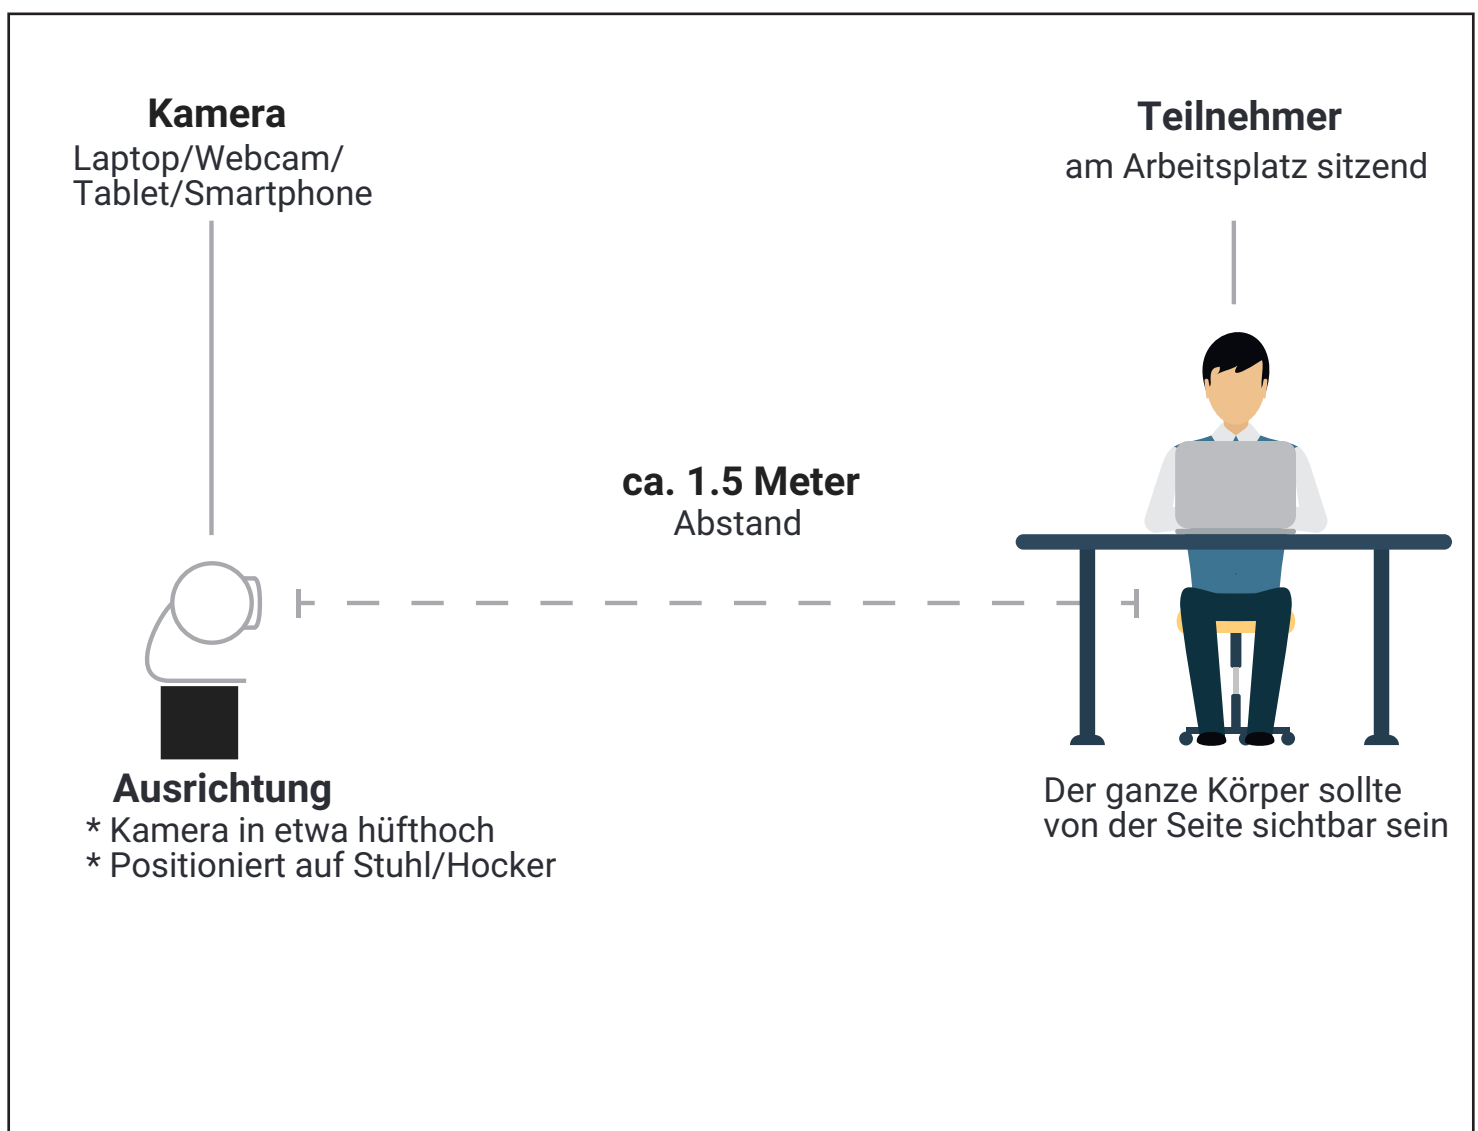 Kamera
Laptop/Webcam/
Tablet/Smartphone
Teilnehmer
am Arbeitsplatz sitzend
ca. 1.5 Meter
Abstand
Ausrichtung
* Kamera in etwa hüfthoch
* Positioniert auf Stuhl/Hocker
Der ganze Körper sollte
von der Seite sichtbar sein